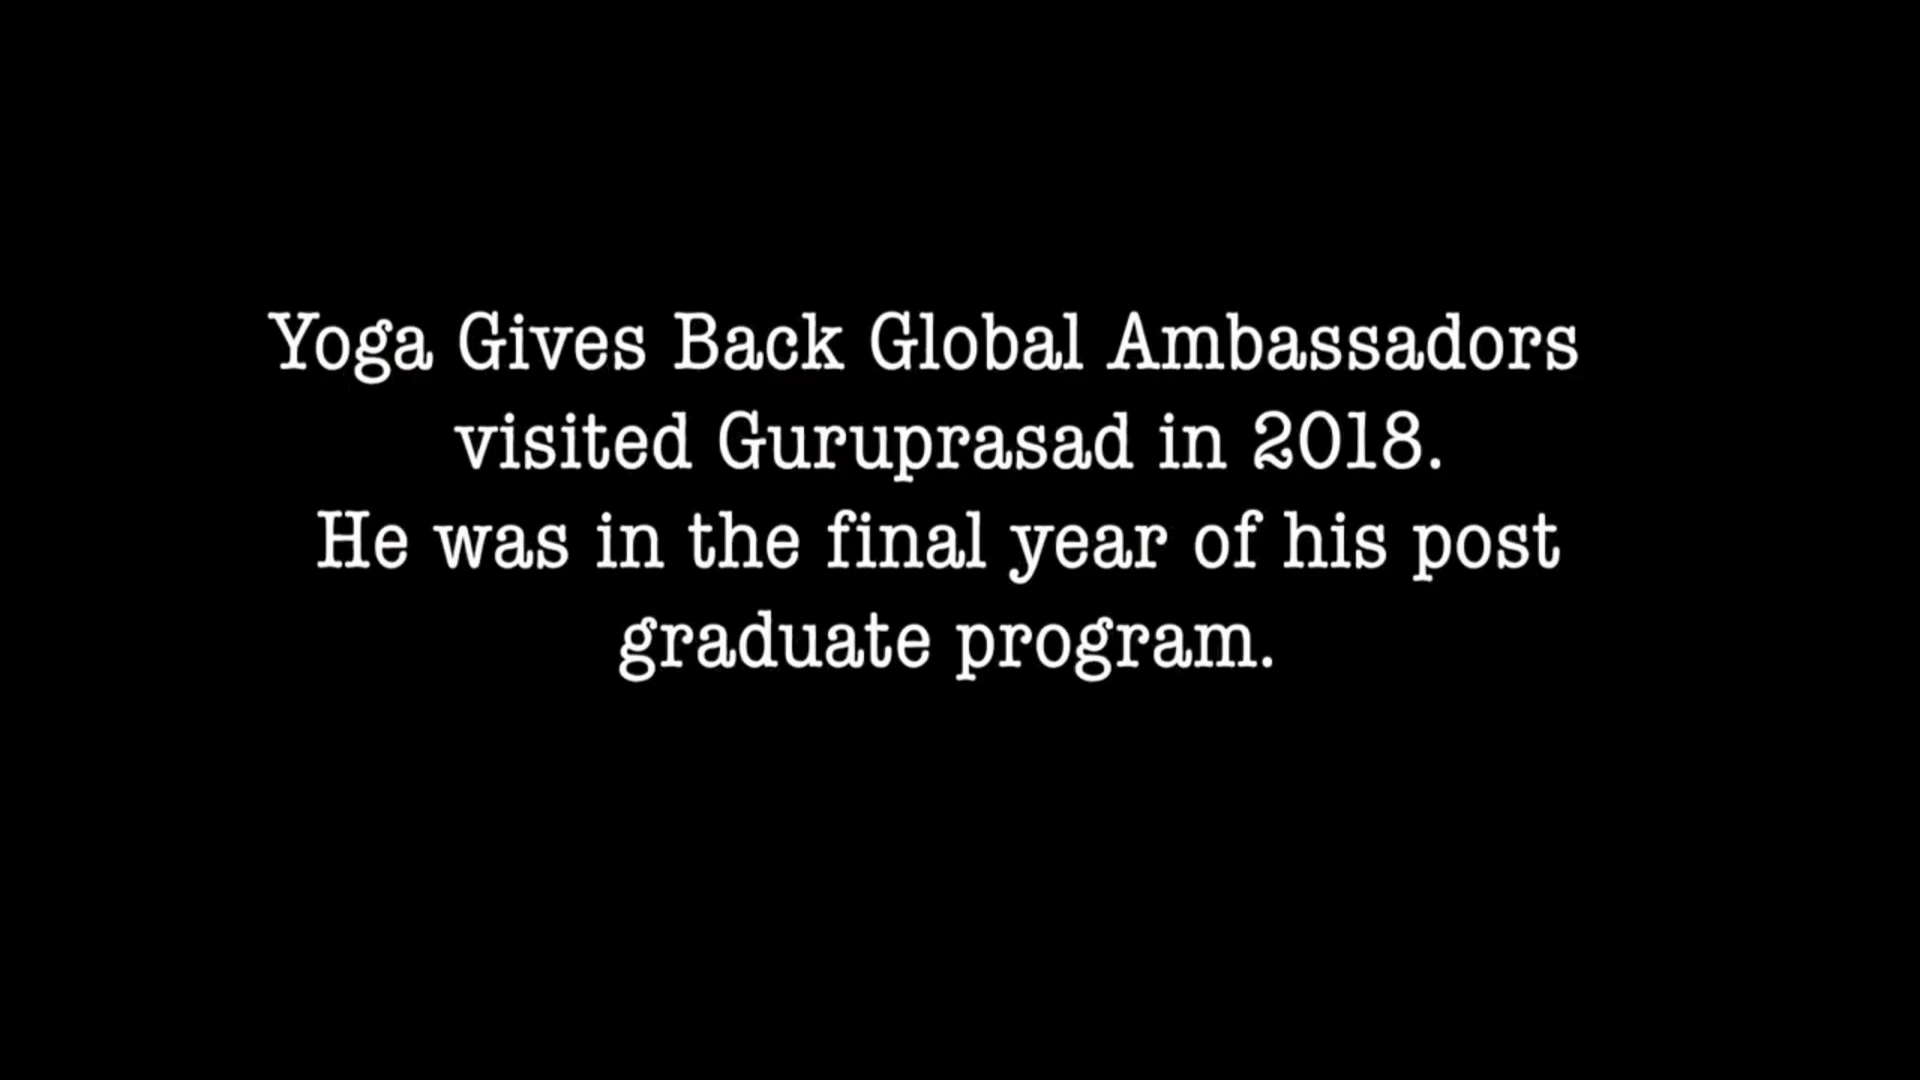 Yoga Gives Back Global Ambassadors
visited Guruprasad in 2018.
He was in the final year of his post
graduate program.